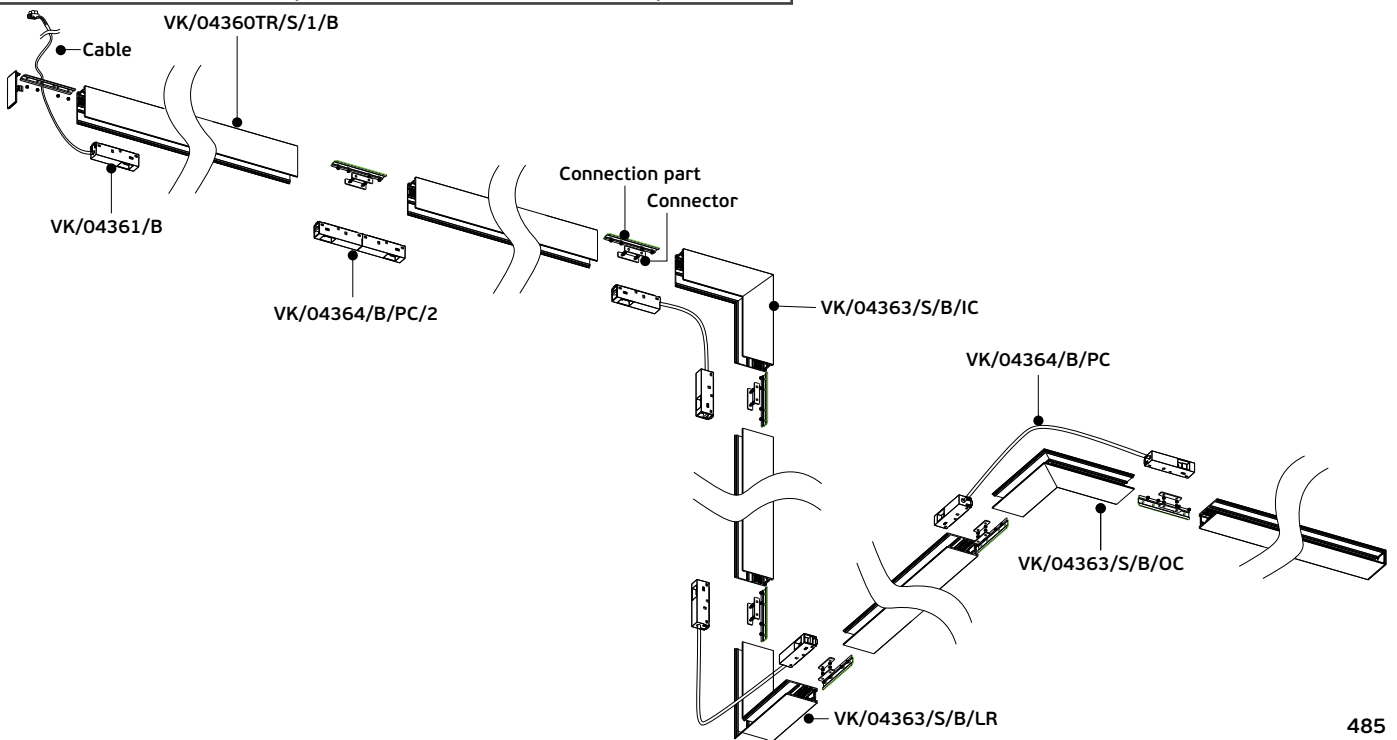 VK/04360TR/S/1/B
Cable
Connection part
Connector
VK/04361/B
VK/04364/B/PC/2
VK/04363/S/B/IC
VK/04364/B/PC
VK/04363/S/B/OC
VK/04363/S/B/LR
485